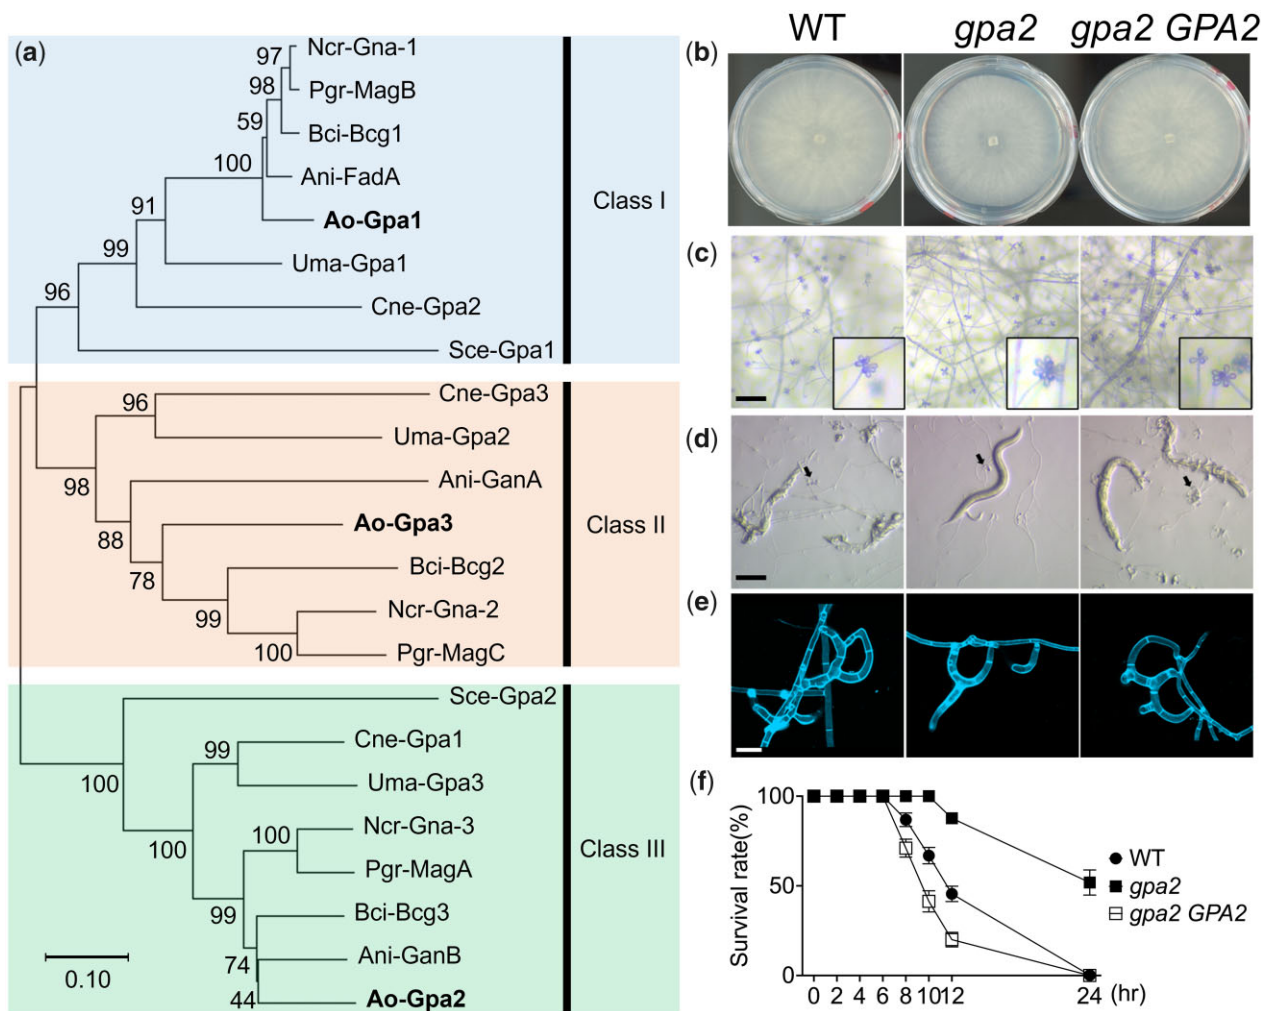 (a)
97
Ncr-Gna-1
98
Pgr-MagB
59
Bci-Bcg1
100
Ani-FadA
91
Ao-Gpa1
99
Uma-Gpa1
96
Cne-Gpa2
Sce-Gpa1
Class I
96
Cne-Gpa3
Uma-Gpa2
98
Ani-GanA
88
Ao-Gpa3
78
Bci-Bcg2
99
Ncr-Gna-2
100
Pgr-MagC
Class II
Sce-Gpa2
100
99
Cne-Gpa1
Uma-Gpa3
100
100
Ncr-Gna-3
Pgr-MagA
99
Bci-Bcg3
74
Ani-GanB
44
Ao-Gpa2
Class III
0.10
WT gpa2 gpa2 GPA2
(b)
(c)
(d)
(e)
(f)
Survival rate(%)
100
50
0
0 2 4 6 8 10 12 24 (hr)
WT
gpa2
gpa2 GPA2